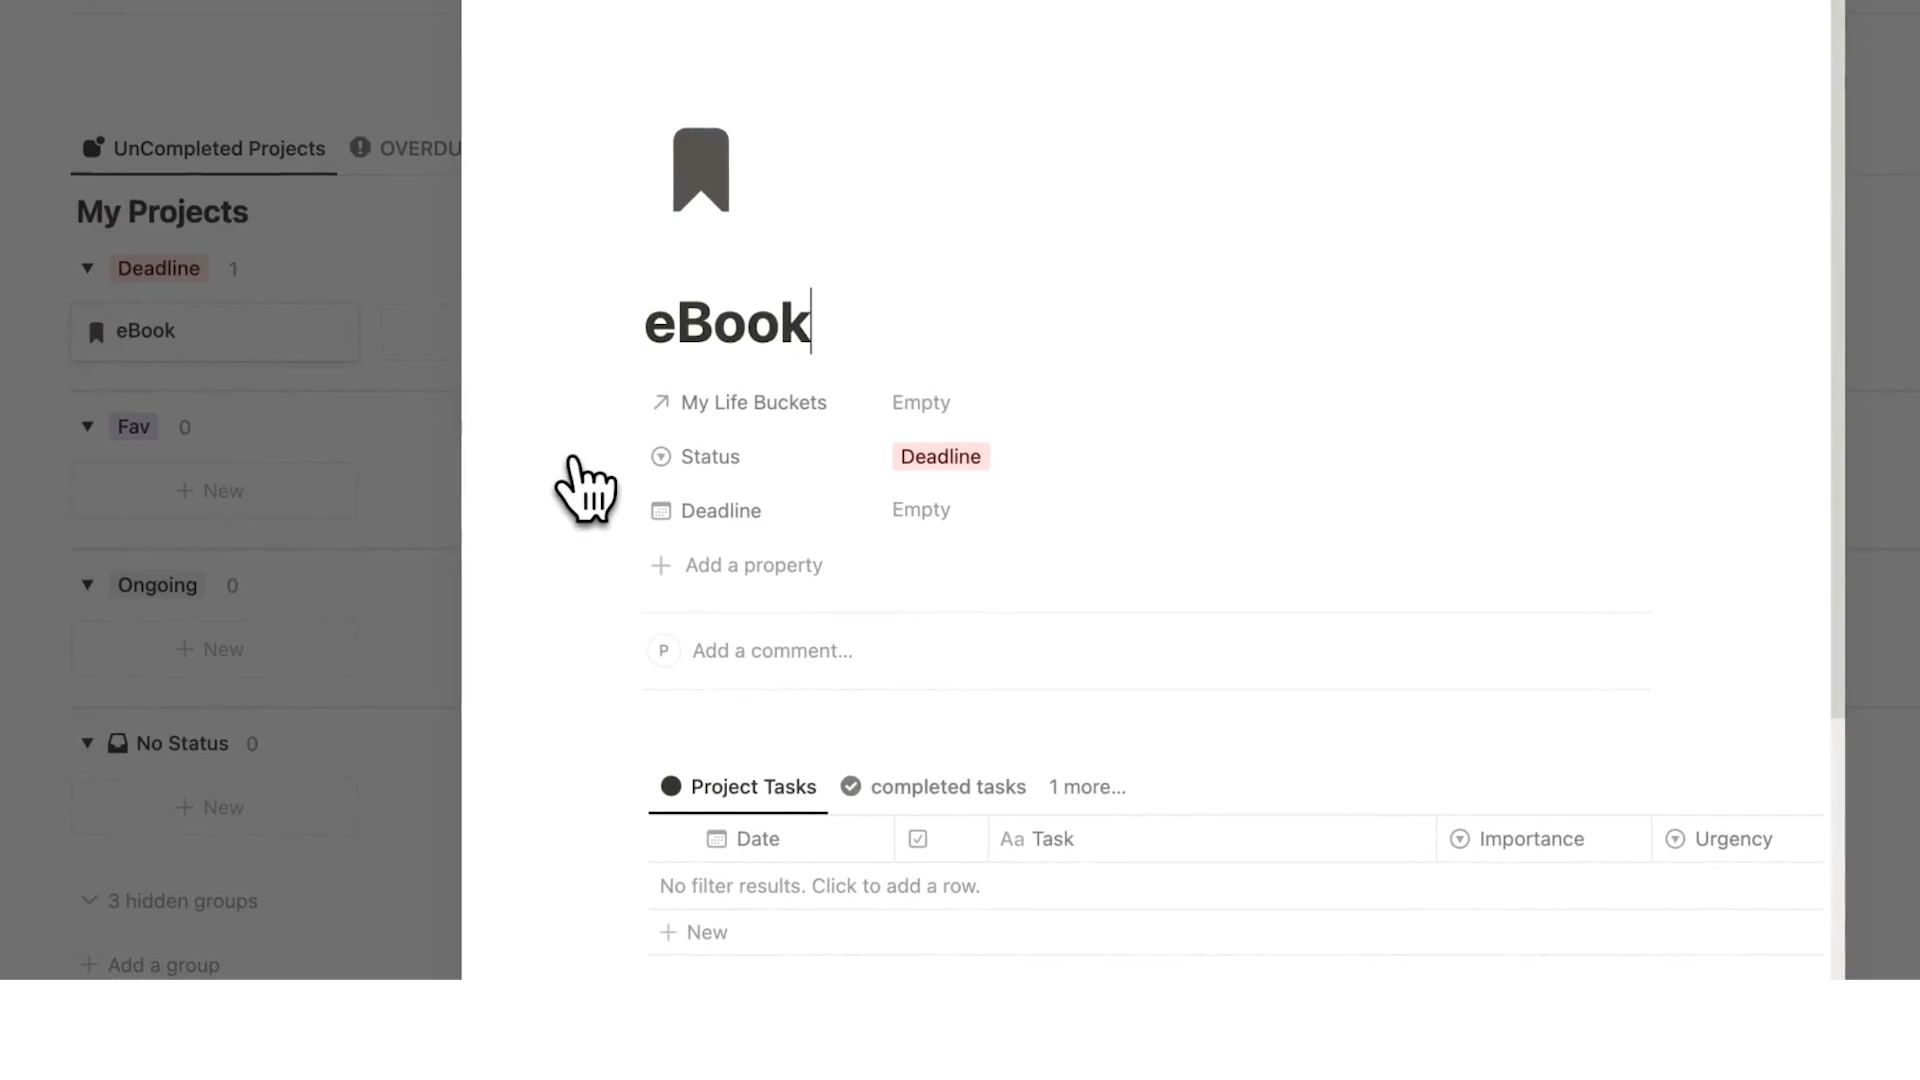 UnCompleted Projects OVERDU
My Projects
Deadline 1
eBook
Fav 0
+ New
Ongoing 0
+ New
No Status 0
+ New
3 hidden groups
+ Add a group
eBook
My Life Buckets Empty
Status Deadline
Deadline Empty
+ Add a property
P Add a comment...
Project Tasks completed tasks 1 more...
Date Aa Task Importance Urgency
No filter results. Click to add a row.
+ New